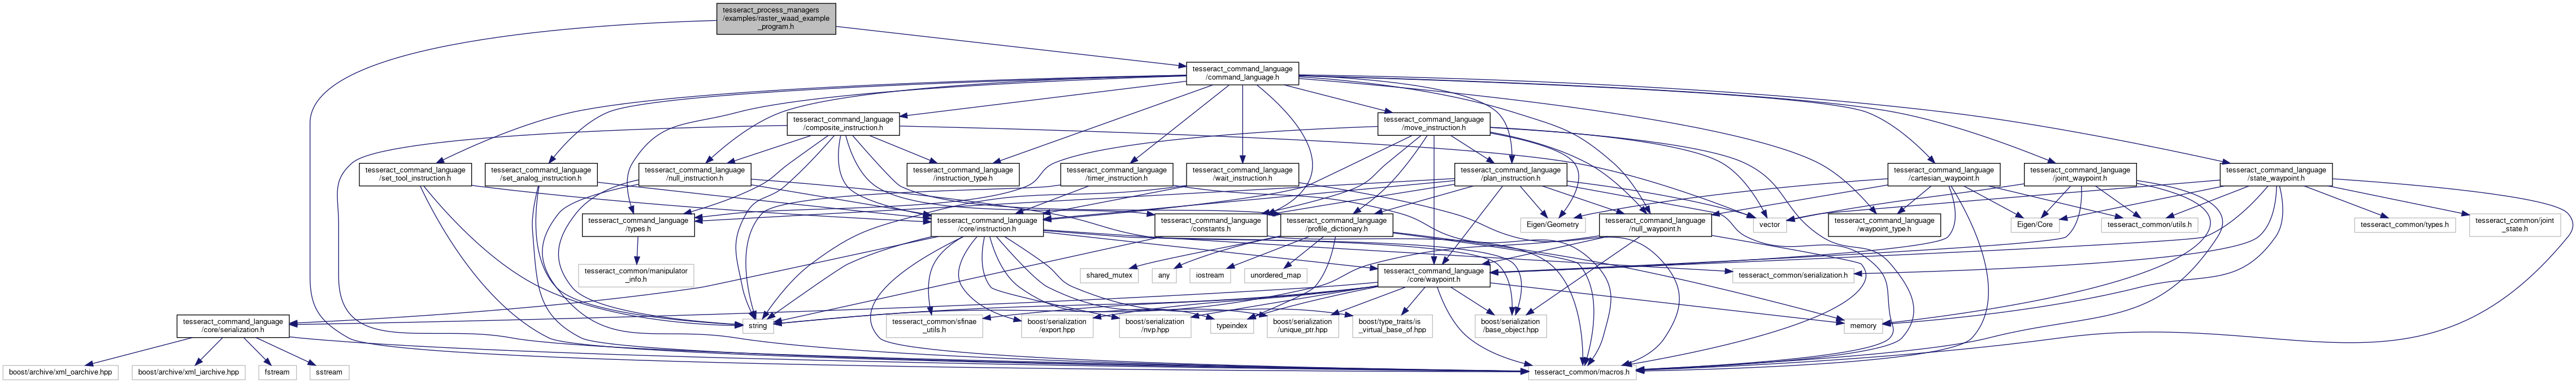 tesseract_process_managers
/examples/raster_waad_example
_program.h
tesseract_command_language
/command_language.h
tesseract_command_language
/composite_instruction.h
tesseract_command_language
/move_instruction.h
tesseract_command_language
/set_tool_instruction.h
tesseract_command_language
/set_analog_instruction.h
tesseract_command_language
/null_instruction.h
tesseract_command_language
/instruction_type.h
tesseract_command_language
/timer_instruction.h
tesseract_command_language
/wait_instruction.h
tesseract_command_language
/plan_instruction.h
tesseract_command_language
/cartesian_waypoint.h
tesseract_command_language
/joint_waypoint.h
tesseract_command_language
/state_waypoint.h
tesseract_command_language
/types.h
tesseract_command_language
/core/instruction.h
tesseract_command_language
/constants.h
tesseract_command_language
/profile_dictionary.h
Eigen/Geometry
tesseract_command_language
/null_waypoint.h
vector
tesseract_command_language
/waypoint_type.h
Eigen/Core
tesseract_common/utils.h
tesseract_common/types.h
tesseract_common/joint
_state.h
tesseract_common/manipulator
_info.h
shared_mutex
any
iostream
unordered_map
tesseract_command_language
/core/waypoint.h
tesseract_common/serialization.h
tesseract_command_language
/core/serialization.h
string
tesseract_common/sfinae
_utils.h
boost/serialization
/export.hpp
boost/serialization
/nvp.hpp
typeindex
boost/serialization
/unique_ptr.hpp
boost/type_traits/is
_virtual_base_of.hpp
boost/serialization
/base_object.hpp
memory
boost/archive/xml_oarchive.hpp
boost/archive/xml_iarchive.hpp
fstream
sstream
tesseract_common/macros.h